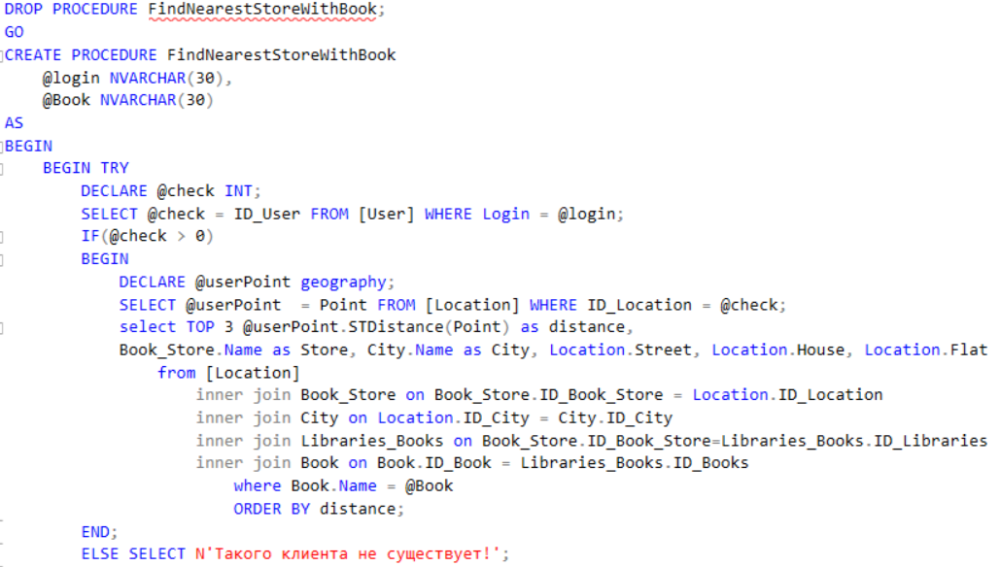 DROP PROCEDURE FindNearestStoreWithBook;
GO
CREATE PROCEDURE FindNearestStoreWithBook
    @login NVARCHAR(30),
    @Book NVARCHAR(30)
AS
BEGIN
    BEGIN TRY
        DECLARE @check INT;
        SELECT @check = ID_User FROM [User] WHERE Login = @login;
        IF(@check > 0)
        BEGIN
            DECLARE @userPoint geography;
            SELECT @userPoint  = Point FROM [Location] WHERE ID_Location = @check;
            select TOP 3 @userPoint.STDistance(Point) as distance,
            Book_Store.Name as Store, City.Name as City, Location.Street, Location.House, Location.Flat
                from [Location]
                    inner join Book_Store on Book_Store.ID_Book_Store = Location.ID_Location
                    inner join City on Location.ID_City = City.ID_City
                    inner join Libraries_Books on Book_Store.ID_Book_Store=Libraries_Books.ID_Libraries
                    inner join Book on Book.ID_Book = Libraries_Books.ID_Books
                        where Book.Name = @Book
                        ORDER BY distance;
        END;
        ELSE SELECT N'Такого клиента не существует!';